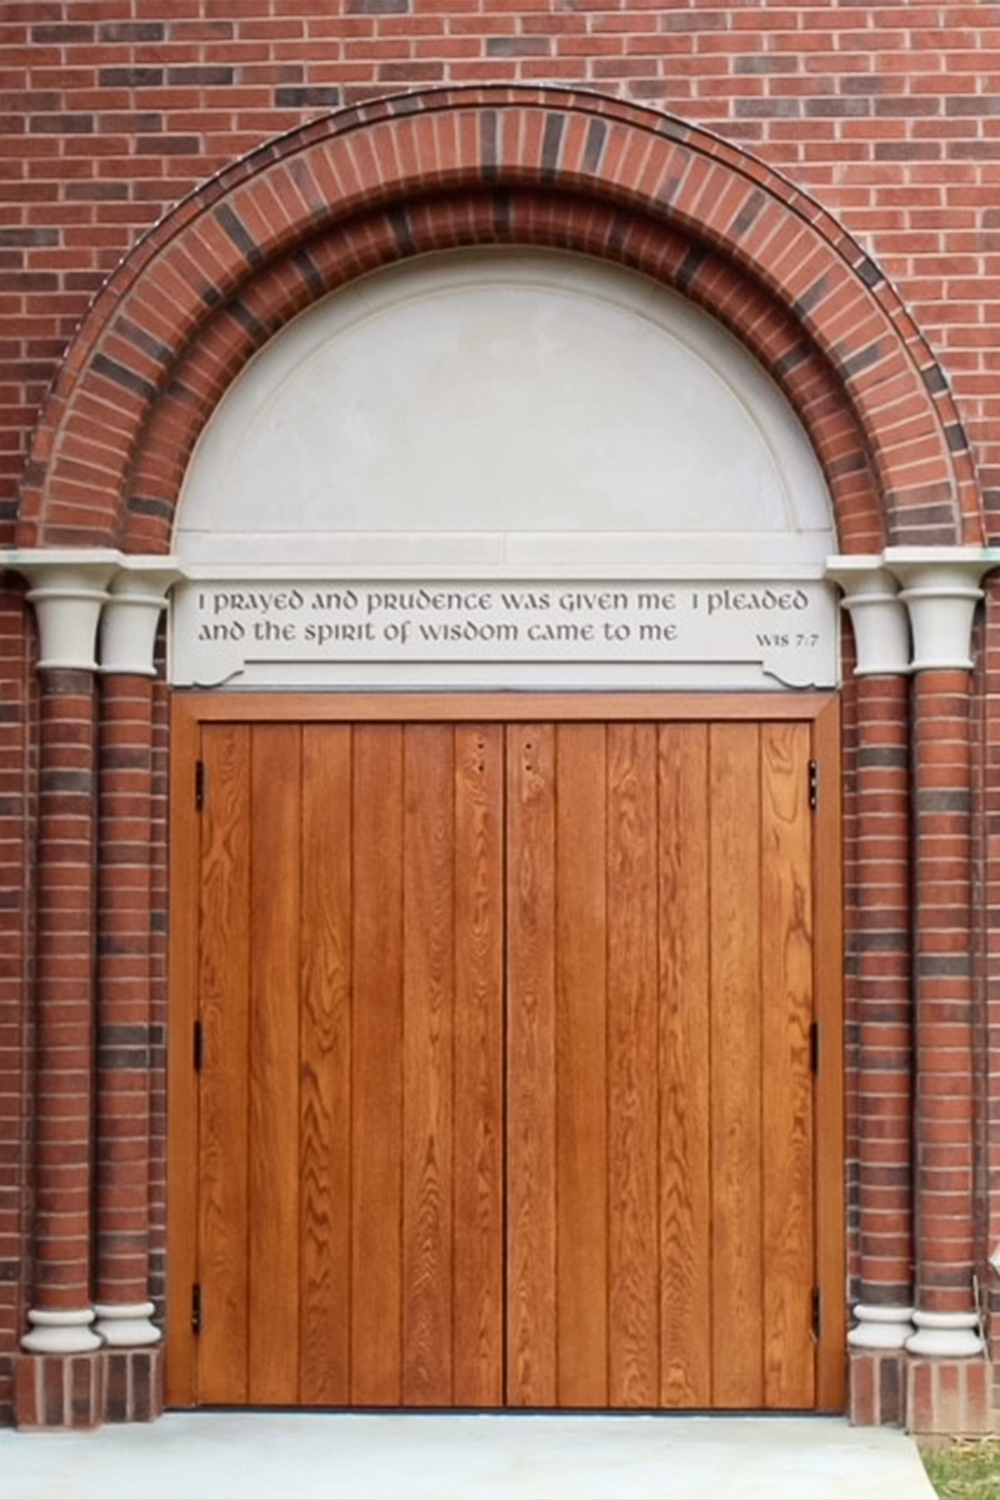 I prayed and prudence was given me I pleaded
and the spirit of wisdom came to me
WIS 7:7